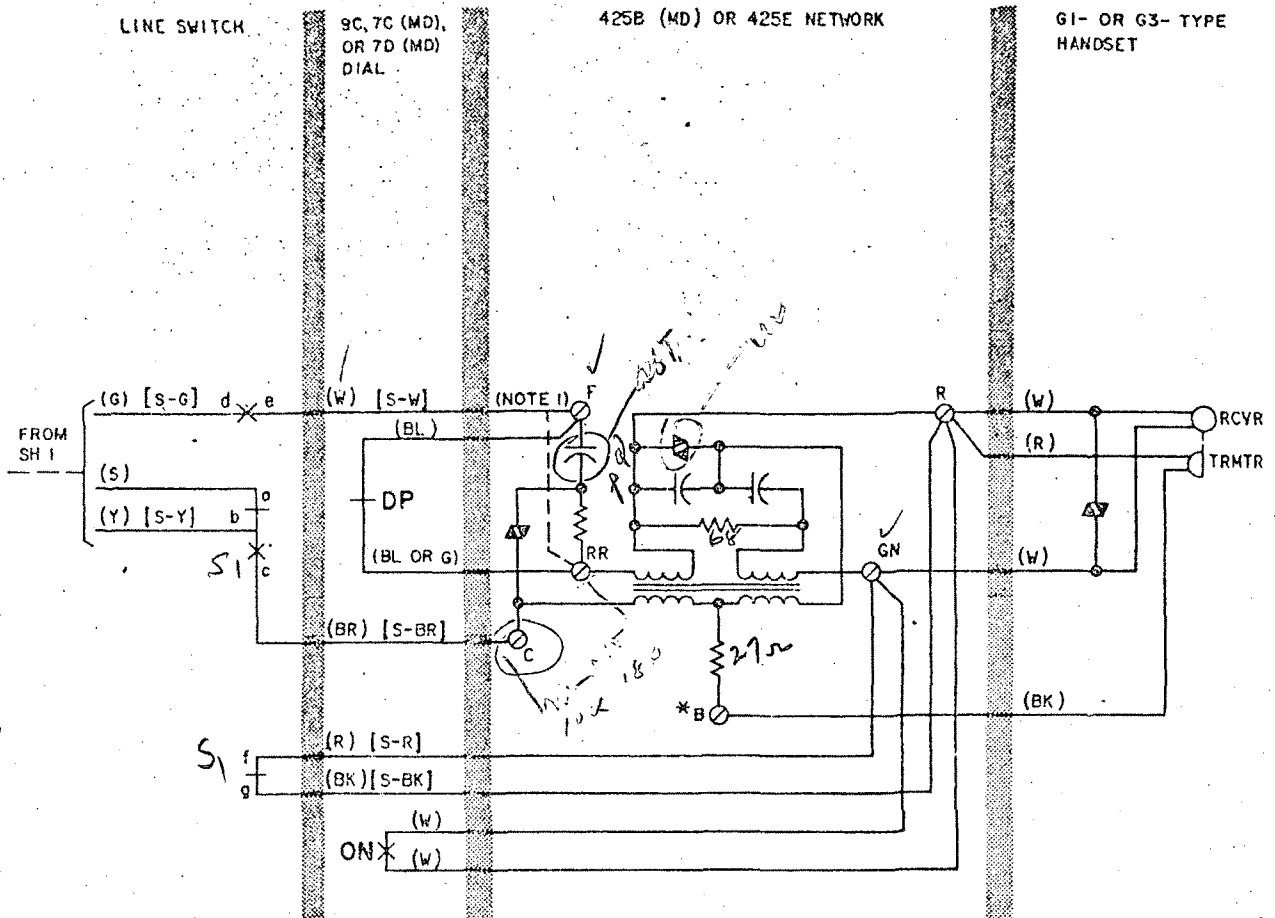 LINE SWITCH
9C, 7C (MD),
OR 7D (MD)
DIAL
425B (MD) OR 425E NETWORK
G1- OR G3- TYPE
HANDSET
FROM
SH 1
(G) [S-G] d e
(W) [S-W]
(NOTE 1)
F
R
(W)
RCVR
(BL)
(R)
TRMTR
(S)
a
b
(Y) [S-Y]
DP
S1
c
(BL OR G)
RR
68
GN
(W)
(BR) [S-BR]
C
27Ω
*B
(BK)
S1
f
(R) [S-R]
g
(BK) [S-BK]
(W)
ON
(W)